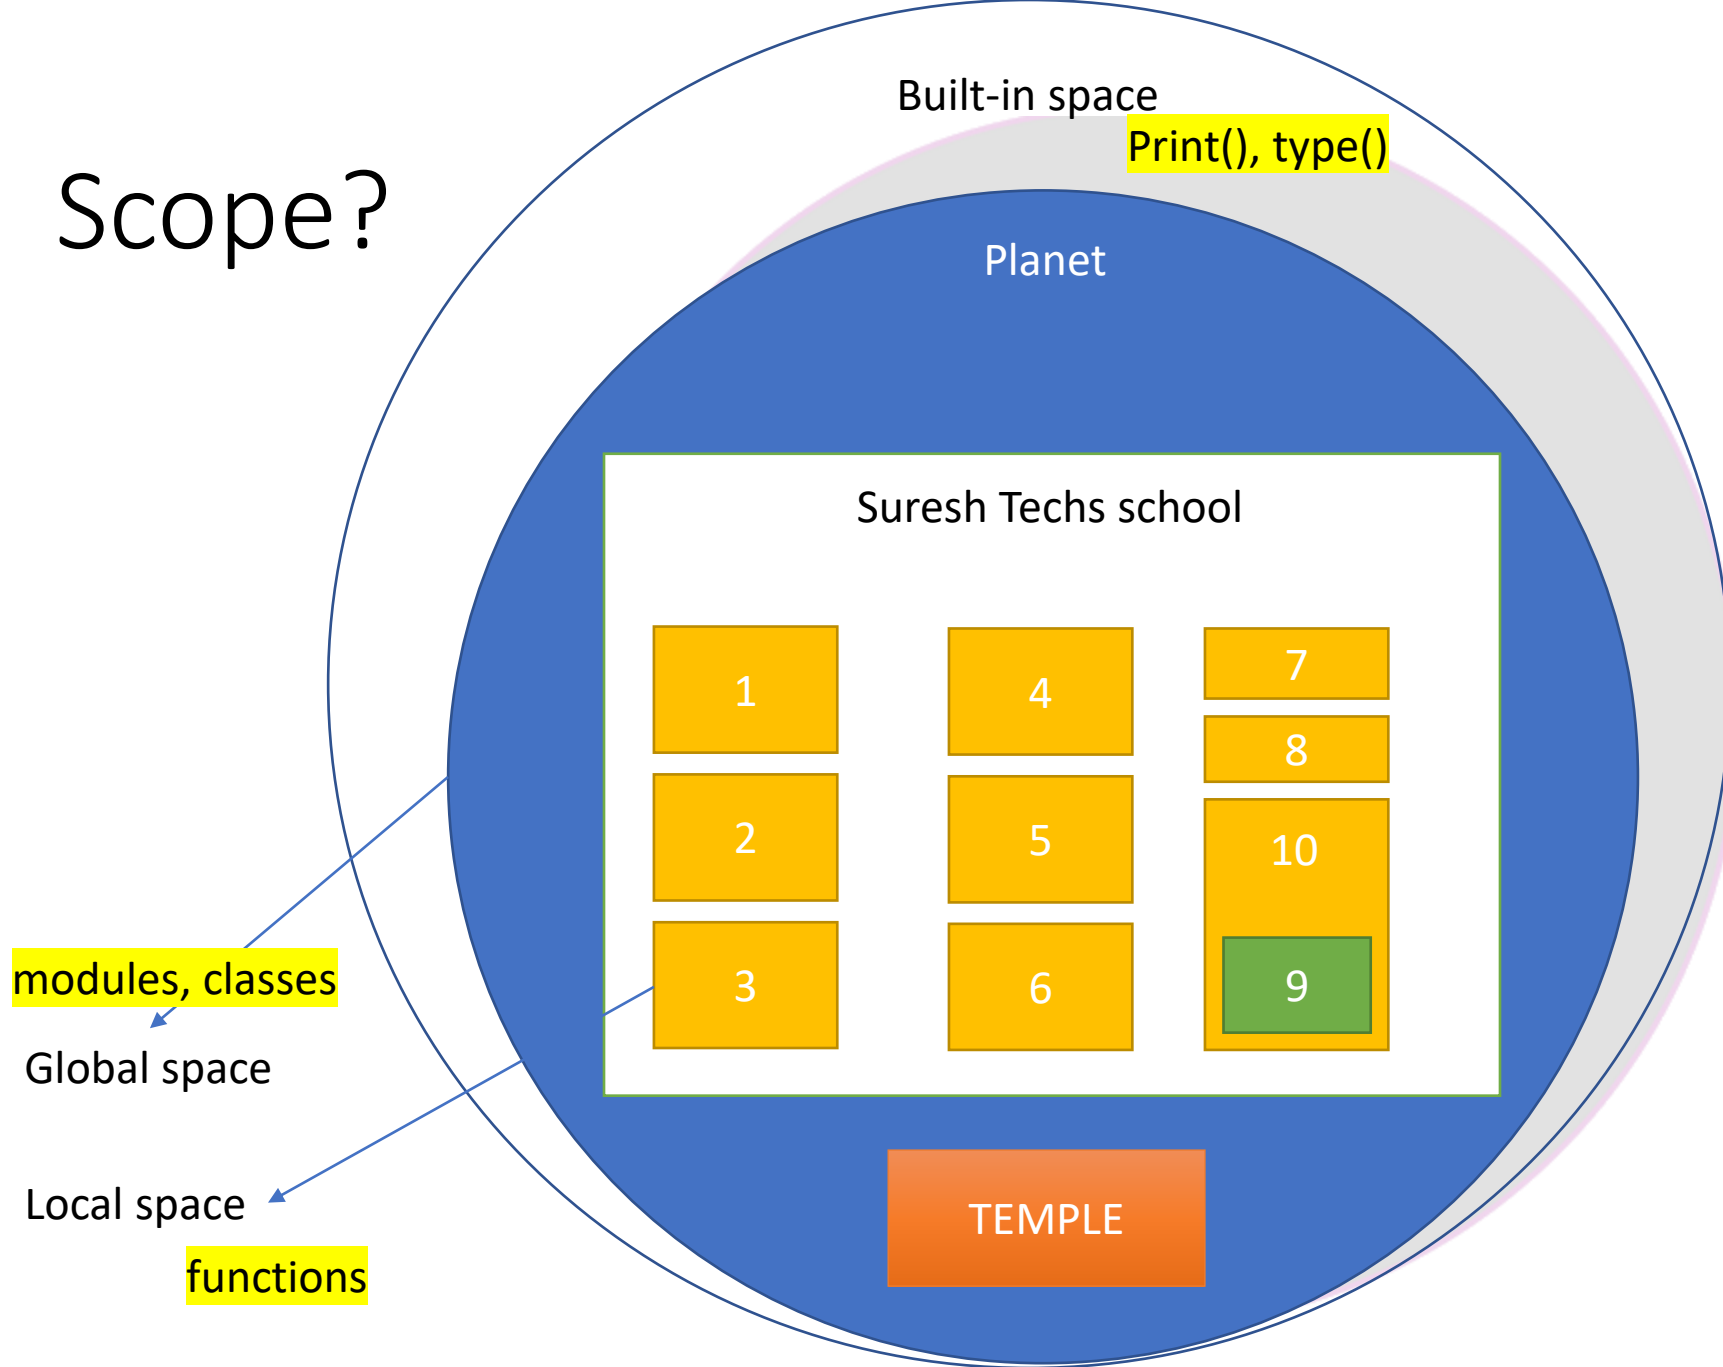 Scope?
Built-in space
Print(), type()
Planet
Suresh Techs school
1
4
7
8
2
5
10
3
6
9
modules, classes
Global space
Local space
functions
TEMPLE